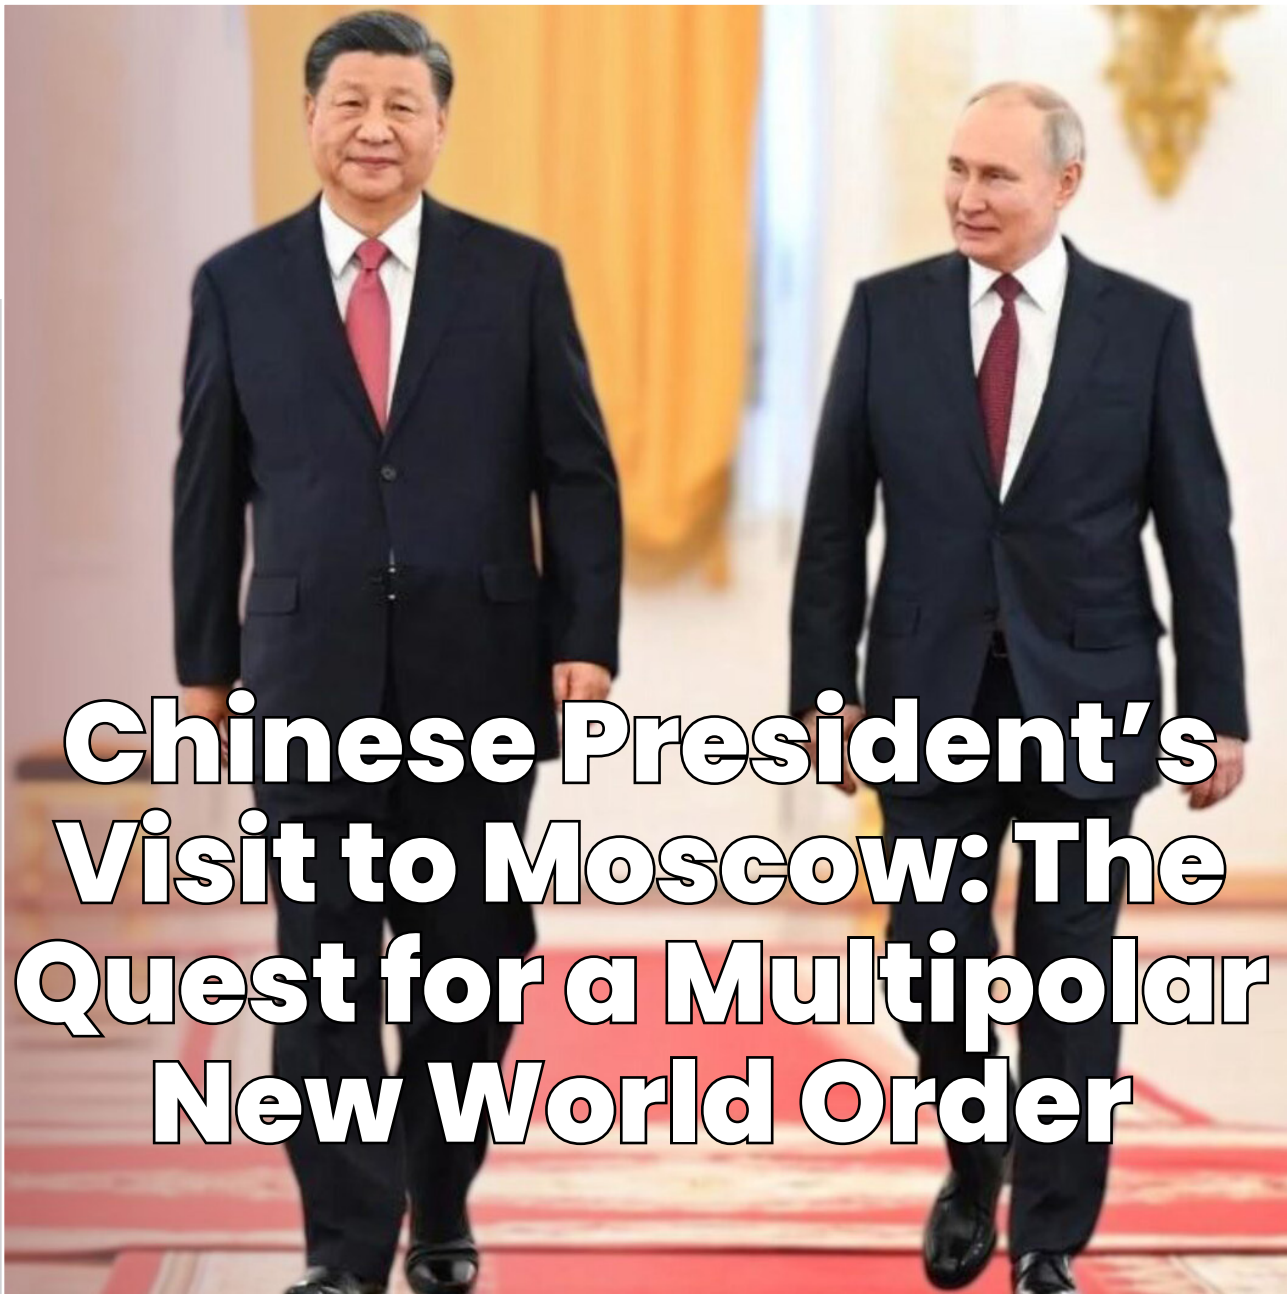 Chinese President’s
Visit to Moscow: The
Quest for a Multipolar
New World Order